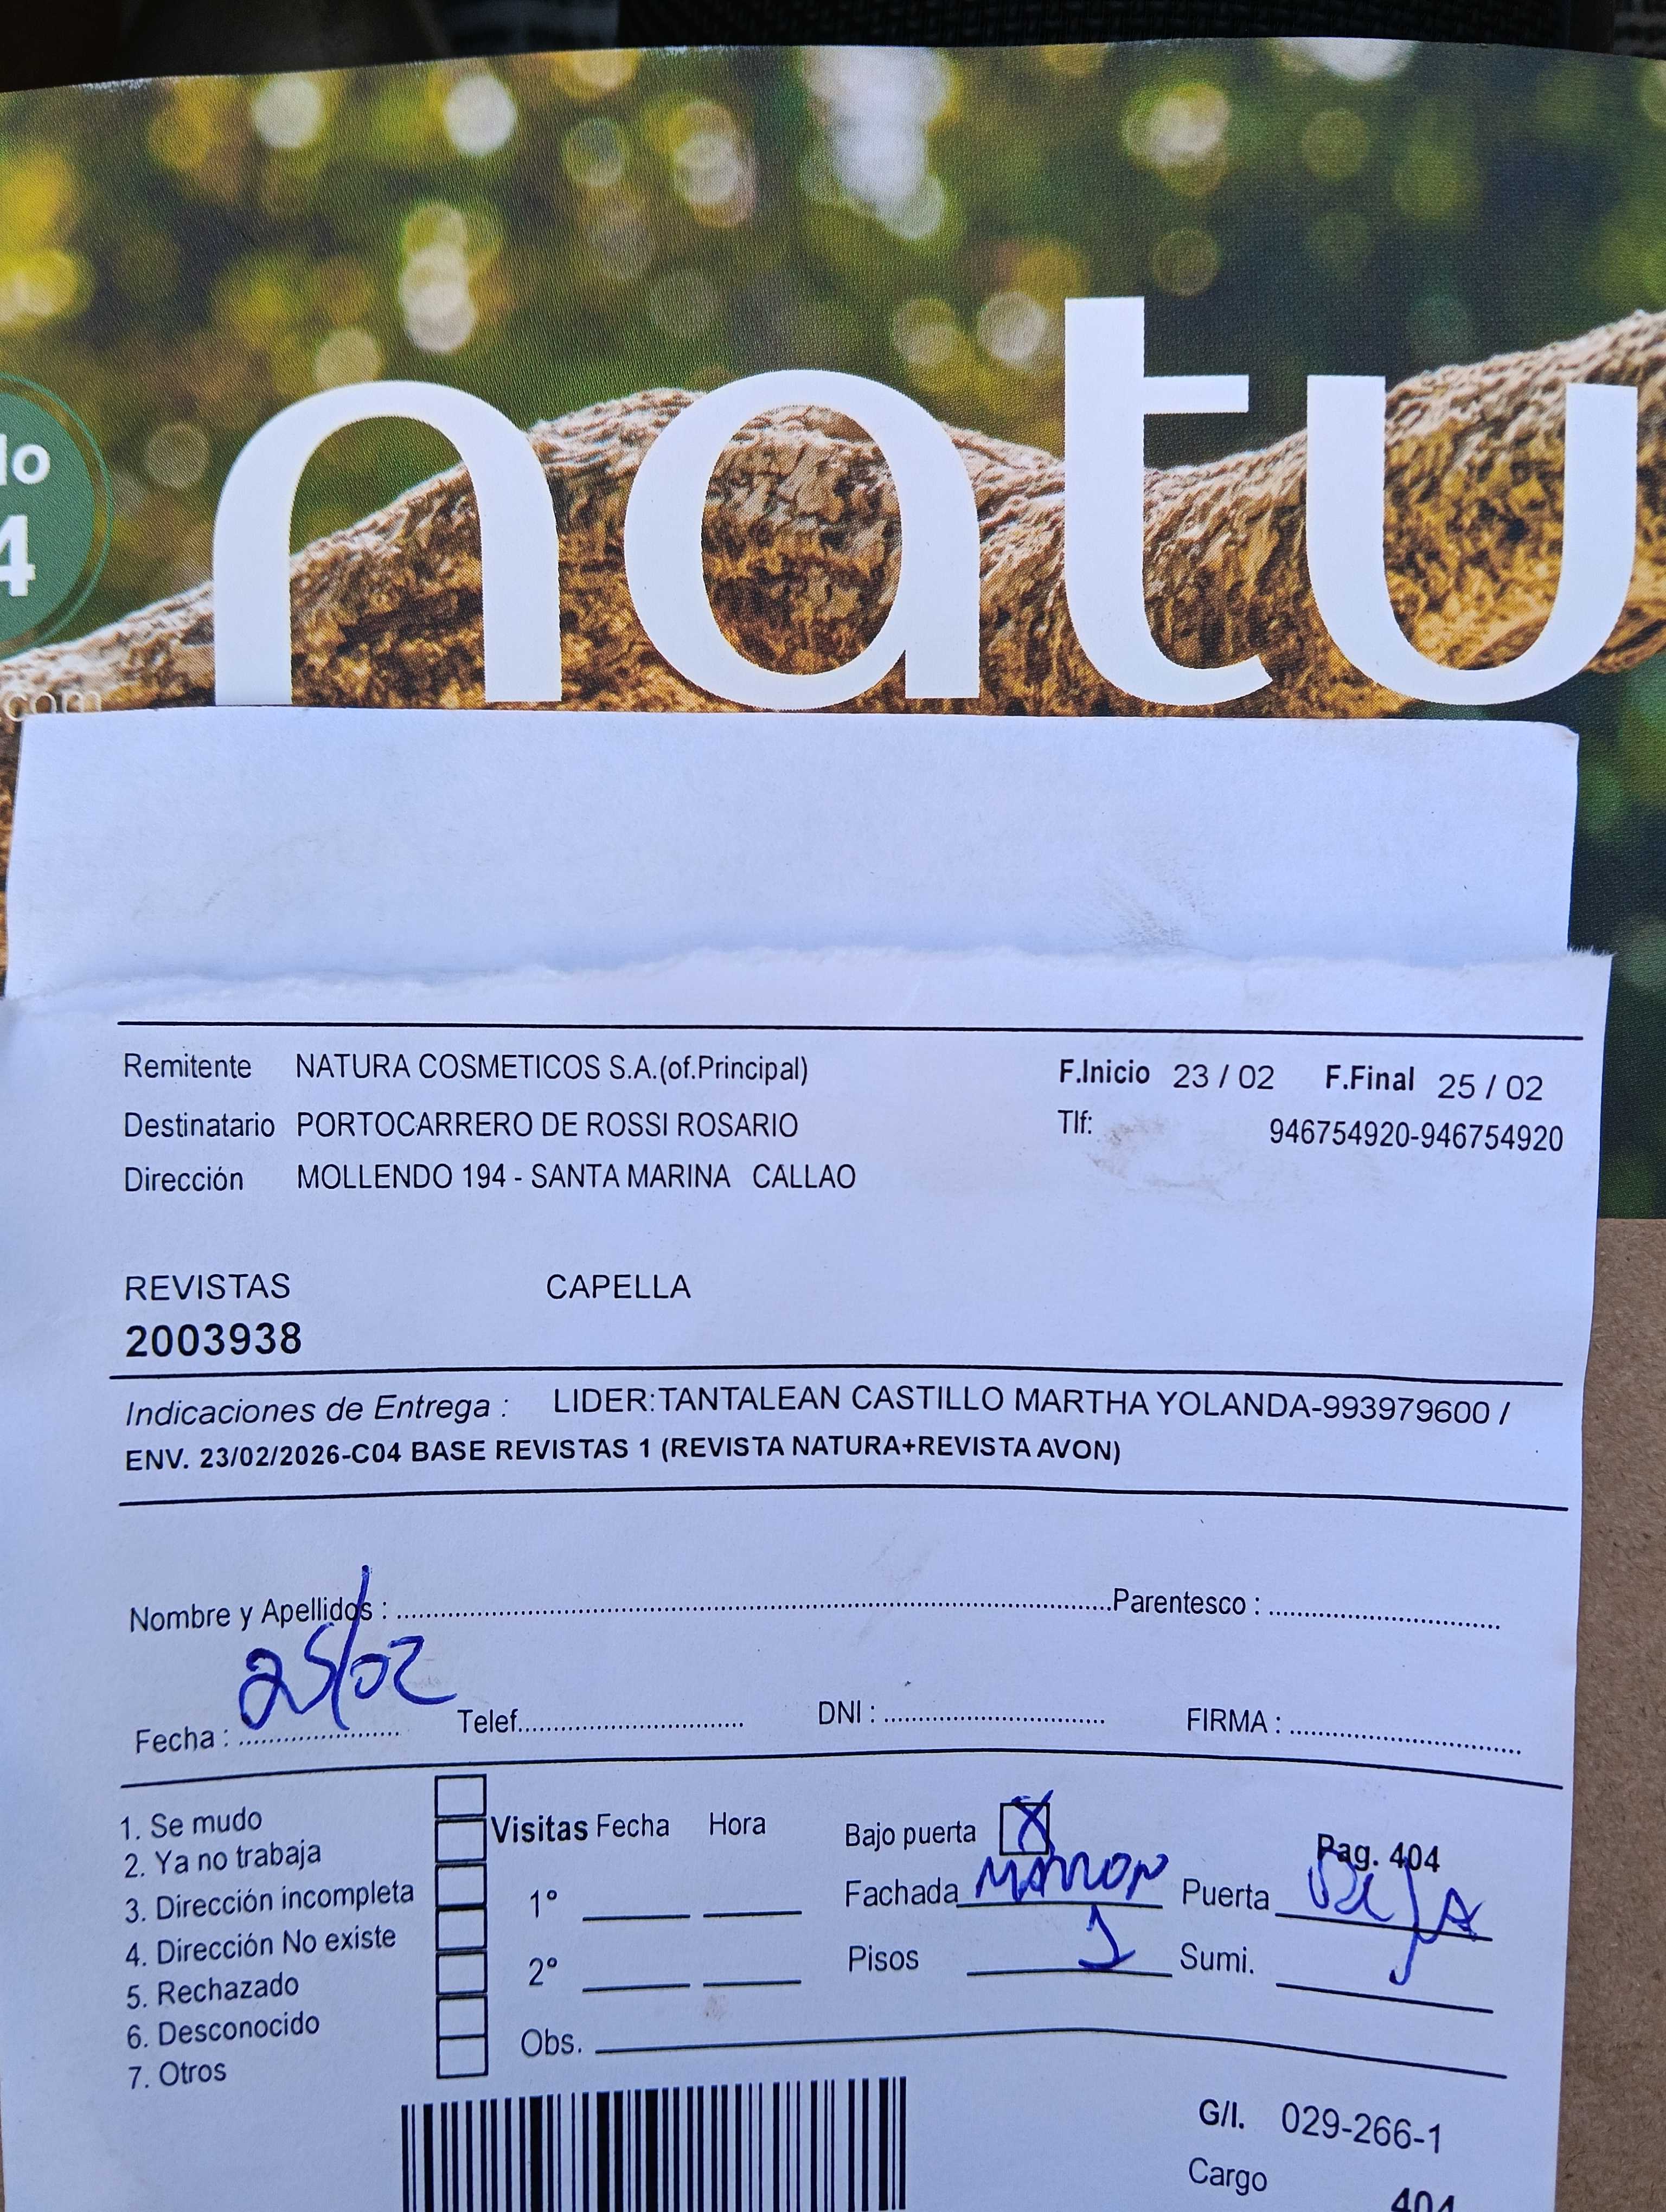 do
4
natu
.com
Remitente NATURA COSMETICOS S.A.(of.Principal) F.Inicio 23 / 02 F.Final 25 / 02
Destinatario PORTOCARRERO DE ROSSI ROSARIO Tlf: 946754920-946754920
Dirección MOLLENDO 194 - SANTA MARINA CALLAO
REVISTAS CAPELLA
2003938
Indicaciones de Entrega : LIDER:TANTALEAN CASTILLO MARTHA YOLANDA-993979600 /
ENV. 23/02/2026-C04 BASE REVISTAS 1 (REVISTA NATURA+REVISTA AVON)
Nombre y Apellidos : Parentesco :
Fecha : 25/02 Telef. DNI : FIRMA :
1. Se mudo
2. Ya no trabaja
3. Dirección incompleta
4. Dirección No existe
5. Rechazado
6. Desconocido
7. Otros
Visitas Fecha Hora
1°
2°
Obs.
Bajo puerta X Pag. 404
Fachada marron Puerta
Pisos 1 Sumi.
G/I. 029-266-1
Cargo
404